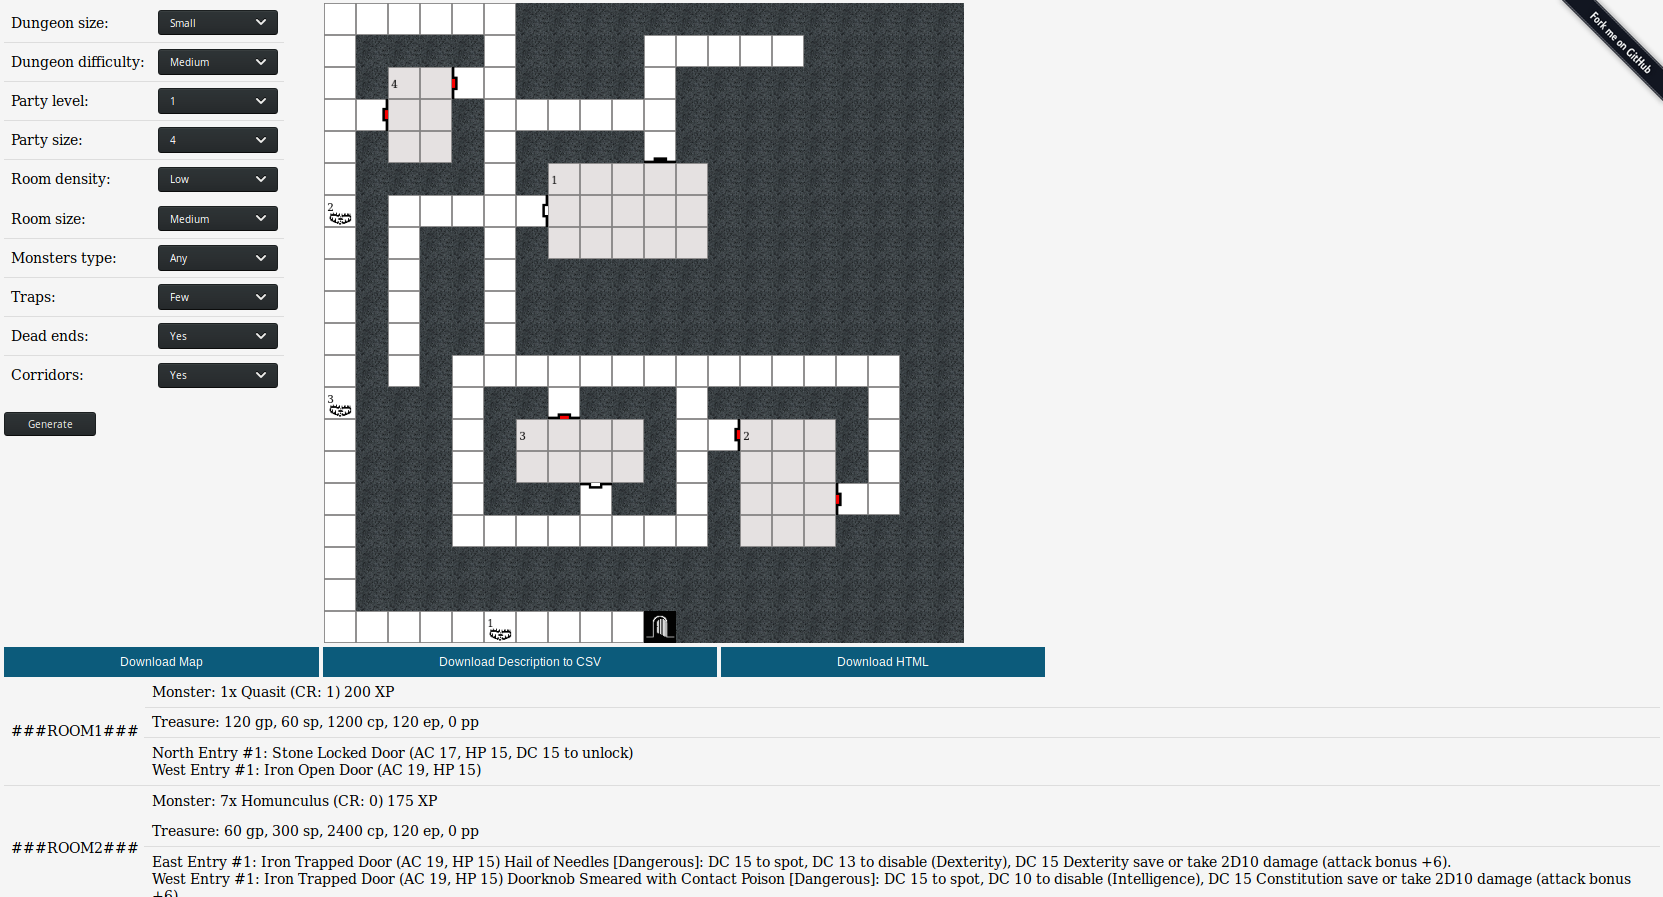 Dungeon size: Small
Dungeon difficulty: Medium
Party level: 1
Party size: 4
Room density: Low
Room size: Medium
Monsters type: Any
Traps: Few
Dead ends: Yes
Corridors: Yes
Generate
4
1
2
3
3
2
1
Fork me on GitHub
Download Map
Download Description to CSV
Download HTML
###ROOM1###
Monster: 1x Quasit (CR: 1) 200 XP
Treasure: 120 gp, 60 sp, 1200 cp, 120 ep, 0 pp
North Entry #1: Stone Locked Door (AC 17, HP 15, DC 15 to unlock)
West Entry #1: Iron Open Door (AC 19, HP 15)
###ROOM2###
Monster: 7x Homunculus (CR: 0) 175 XP
Treasure: 60 gp, 300 sp, 2400 cp, 120 ep, 0 pp
East Entry #1: Iron Trapped Door (AC 19, HP 15) Hail of Needles [Dangerous]: DC 15 to spot, DC 13 to disable (Dexterity), DC 15 Dexterity save or take 2D10 damage (attack bonus +6).
West Entry #1: Iron Trapped Door (AC 19, HP 15) Doorknob Smeared with Contact Poison [Dangerous]: DC 15 to spot, DC 10 to disable (Intelligence), DC 15 Constitution save or take 2D10 damage (attack bonus
+6)